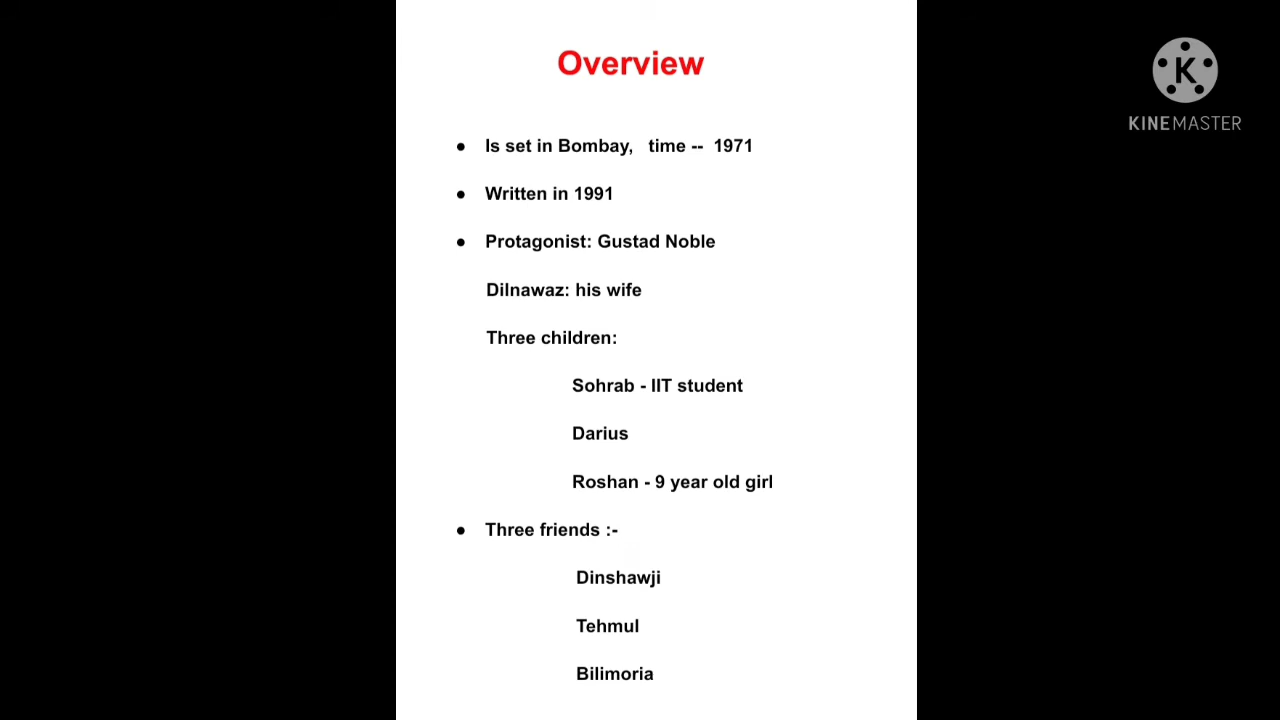 Overview
KINEMASTER
● Is set in Bombay, time -- 1971
● Written in 1991
● Protagonist: Gustad Noble
Dilnawaz: his wife
Three children:
Sohrab - IIT student
Darius
Roshan - 9 year old girl
● Three friends :-
Dinshawji
Tehmul
Bilimoria